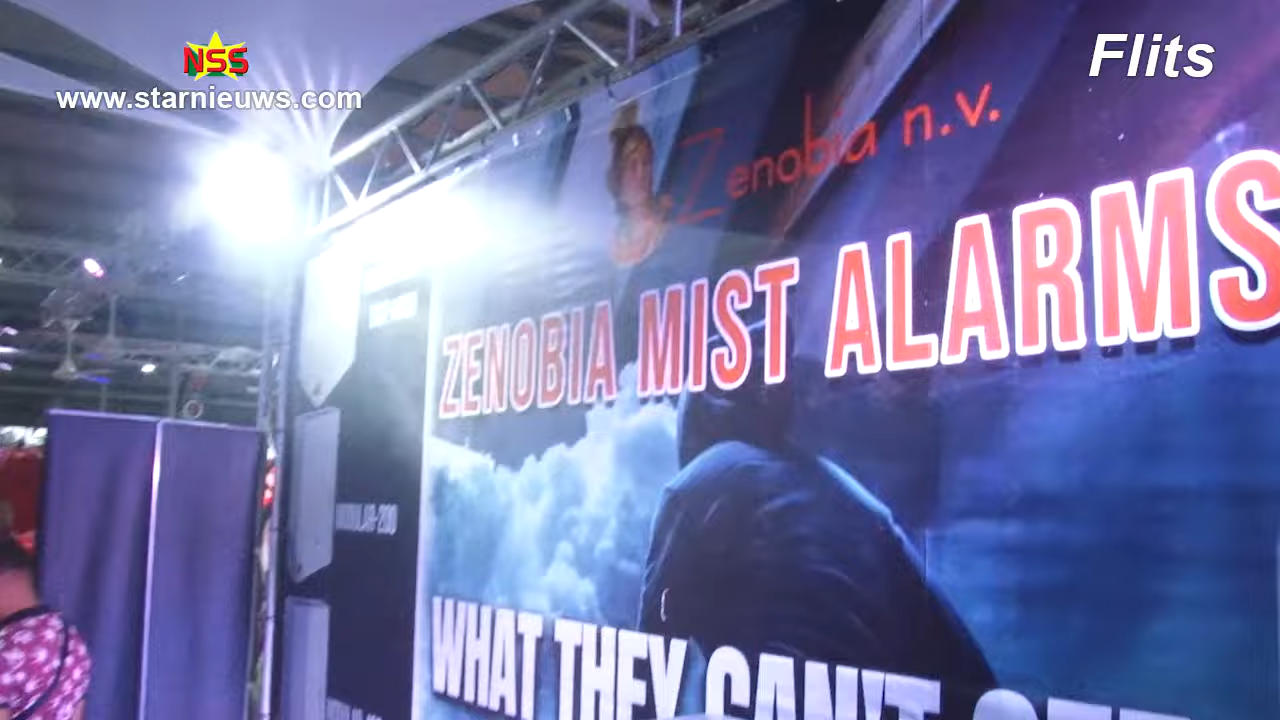 NSS
www.starnieuws.com
Flits
Zenobia n.v.
ZENOBIA MIST ALARMS
WHAT THEY CAN'T